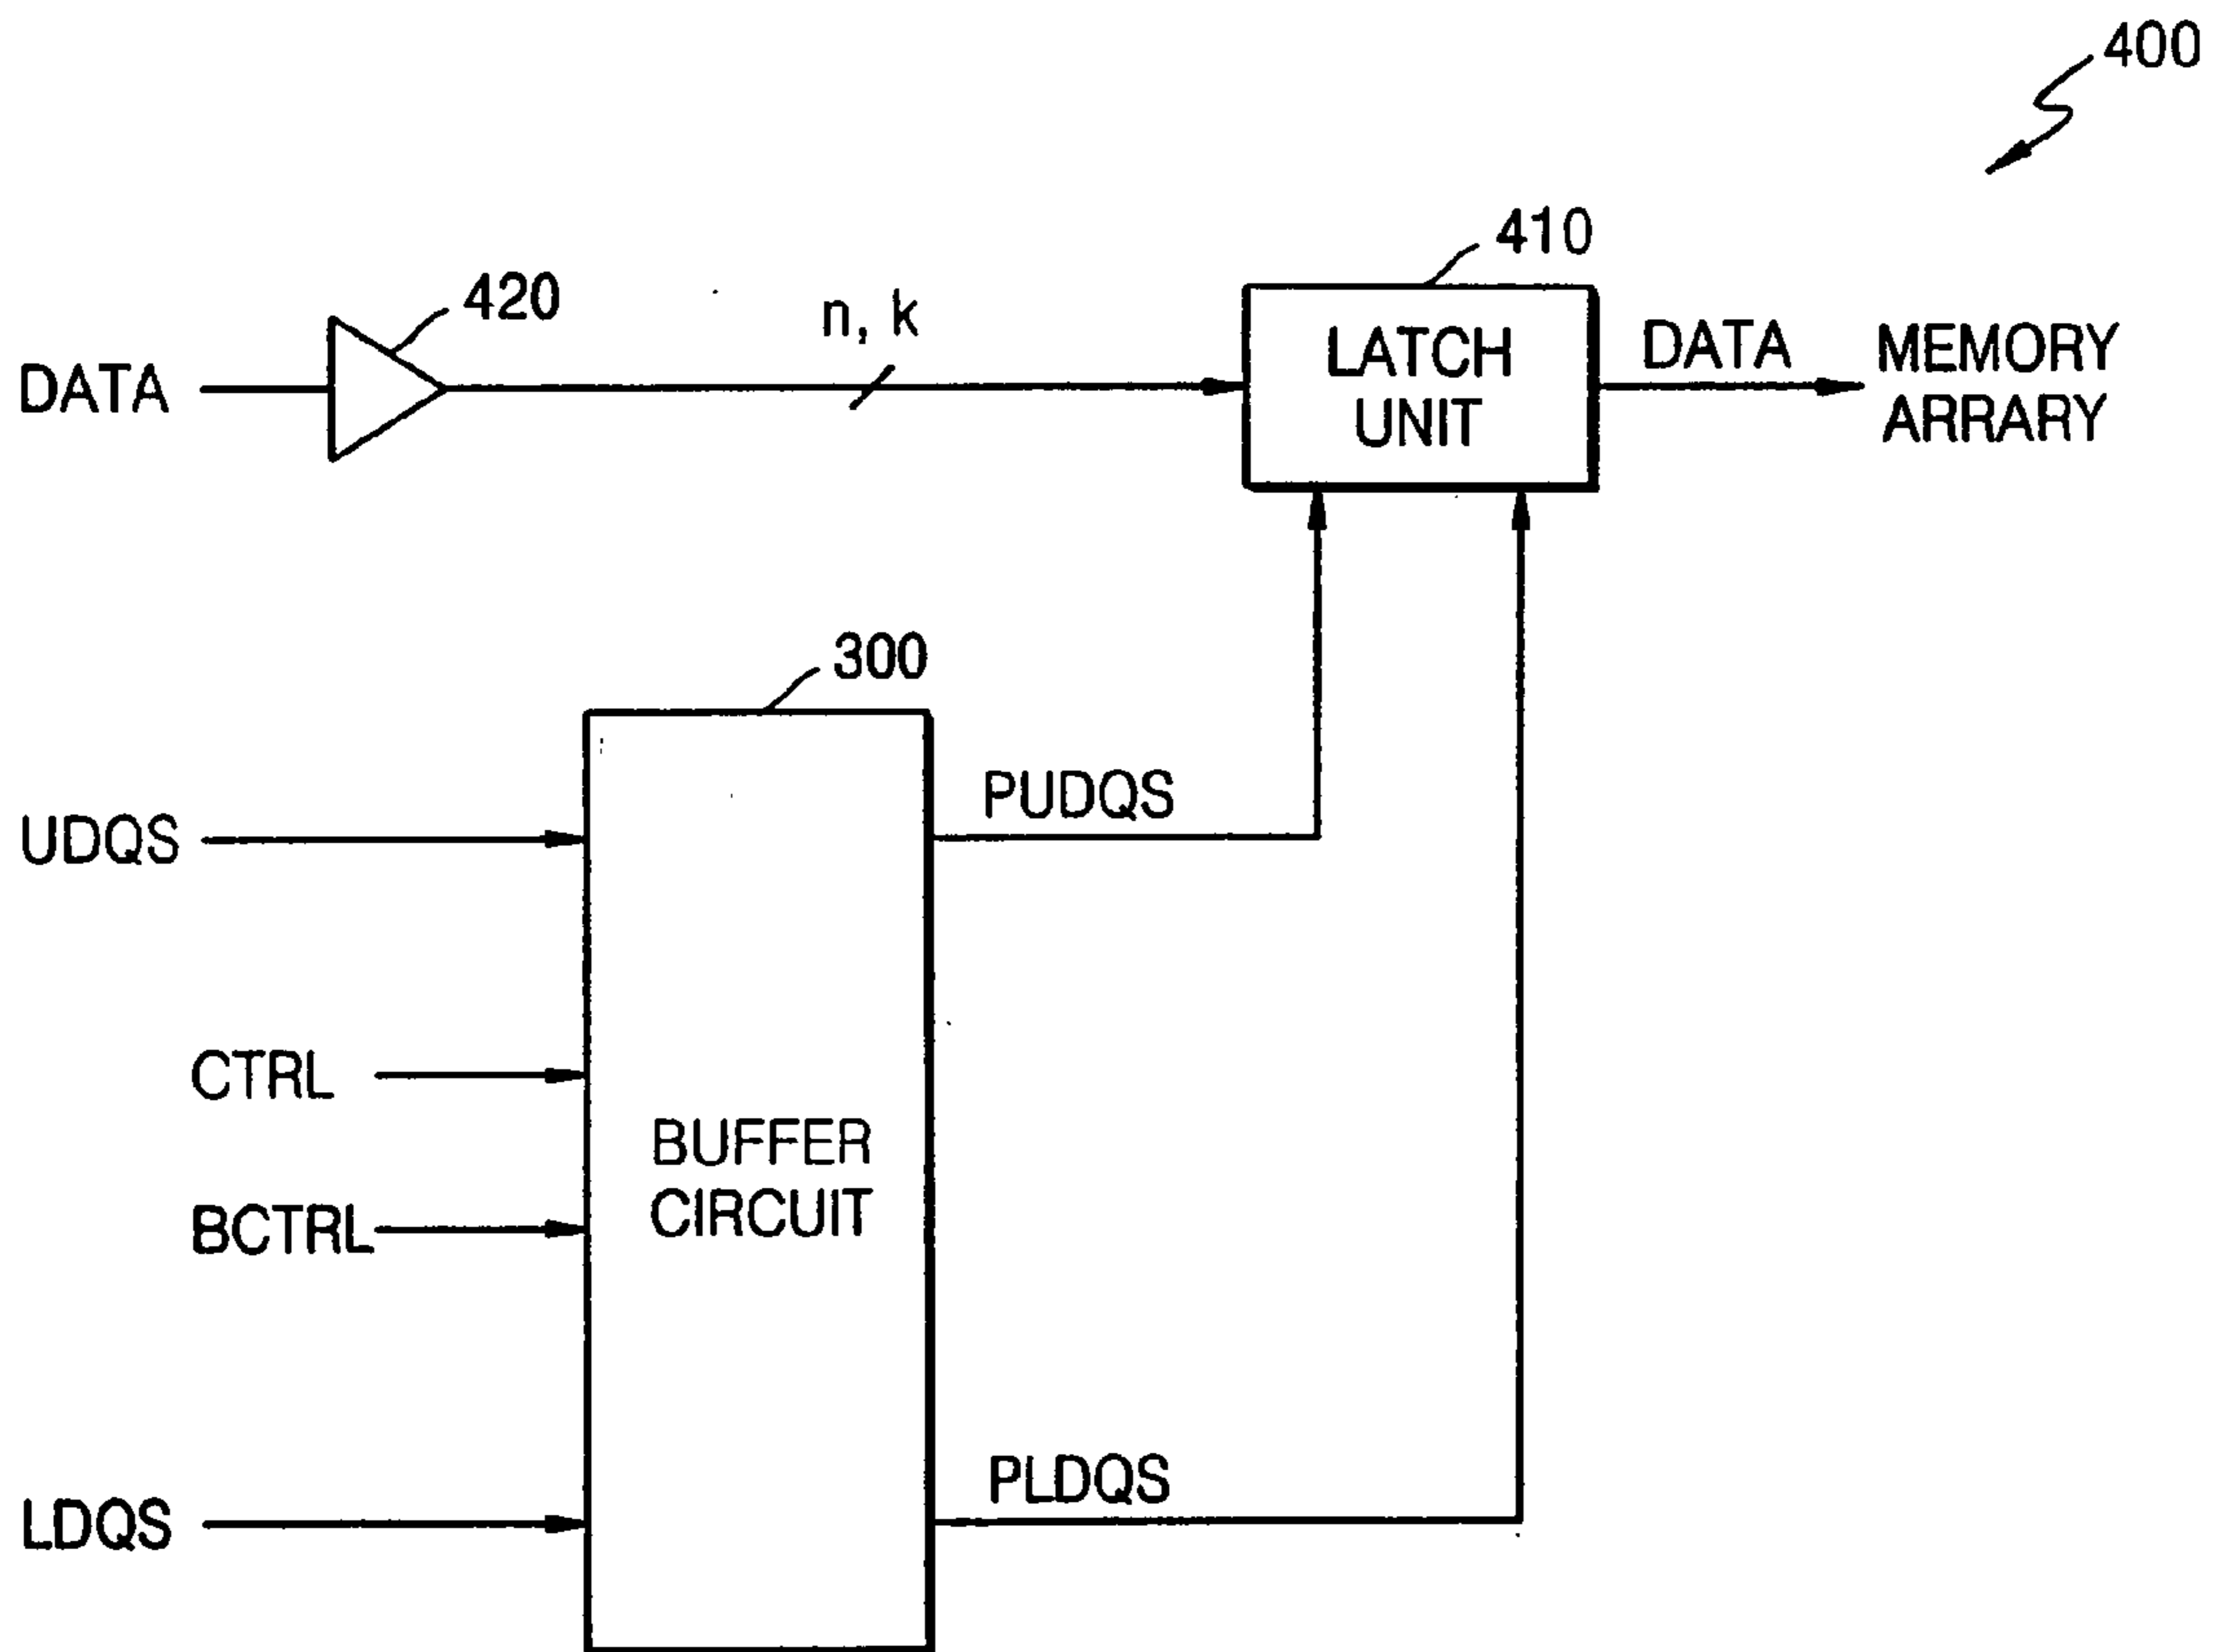 400
410
420
n, k
DATA
LATCH
UNIT
DATA
MEMORY
ARRARY
300
PUDQS
UDQS
CTRL
BUFFER
CIRCUIT
BCTRL
PLDQS
LDQS